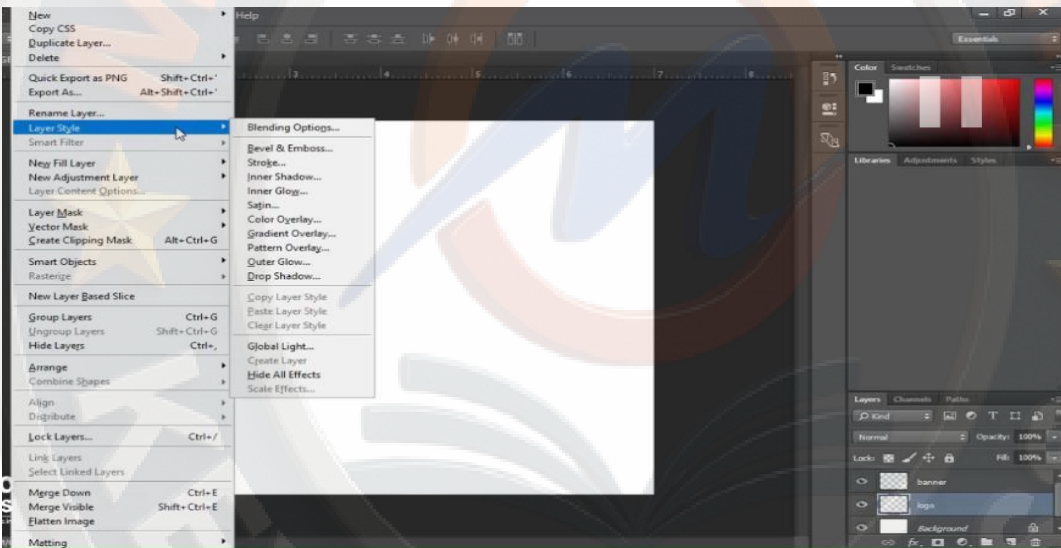 New
Copy CSS
Duplicate Layer...
Delete
Quick Export as PNG Shift+Ctrl+'
Export As... Alt+Shift+Ctrl+'
Rename Layer...
Layer Style
Smart Filter
New Fill Layer
New Adjustment Layer
Layer Content Options...
Layer Mask
Vector Mask
Create Clipping Mask Alt+Ctrl+G
Smart Objects
Rasterize
New Layer Based Slice
Group Layers Ctrl+G
Ungroup Layers Shift+Ctrl+G
Hide Layers Ctrl+,
Arrange
Combine Shapes
Align
Distribute
Lock Layers... Ctrl+/
Link Layers
Select Linked Layers
Merge Down Ctrl+E
Merge Visible Shift+Ctrl+E
Flatten Image
Matting
Help
Blending Options...
Bevel & Emboss...
Stroke...
Inner Shadow...
Inner Glow...
Satin...
Color Overlay...
Gradient Overlay...
Pattern Overlay...
Outer Glow...
Drop Shadow...
Copy Layer Style
Paste Layer Style
Clear Layer Style
Global Light...
Create Layer
Hide All Effects
Scale Effects...
3 4 5 6 7 8
Essentials
Color Swatches
Libraries Adjustments Styles
Layers Channels Paths
Kind
Normal Opacity: 100%
Lock: Fill: 100%
banner
logo
Background
fx